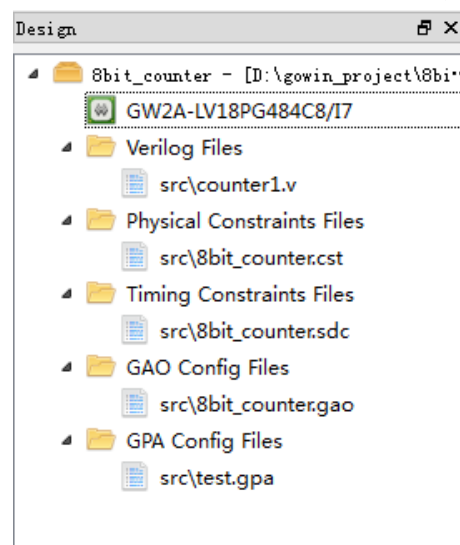 Design
8bit_counter - [D:\gowin_project\8bi
GW2A-LV18PG484C8/I7
Verilog Files
src\counter1.v
Physical Constraints Files
src\8bit_counter.cst
Timing Constraints Files
src\8bit_counter.sdc
GAO Config Files
src\8bit_counter.gao
GPA Config Files
src\test.gpa